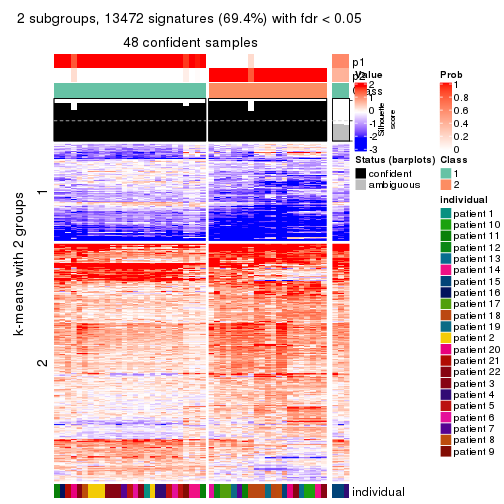 2 subgroups, 13472 signatures (69.4%) with fdr < 0.05
48 confident samples
p1
p2
Class
Silhouette
score
k-means with 2 groups
1
2
individual
Value
2
1
0
-1
-2
-3
Status (barplots)
confident
ambiguous
Prob
1
0.8
0.6
0.4
0.2
0
Class
1
2
individual
patient 1
patient 10
patient 11
patient 12
patient 13
patient 14
patient 15
patient 16
patient 17
patient 18
patient 19
patient 2
patient 20
patient 21
patient 22
patient 3
patient 4
patient 5
patient 6
patient 7
patient 8
patient 9